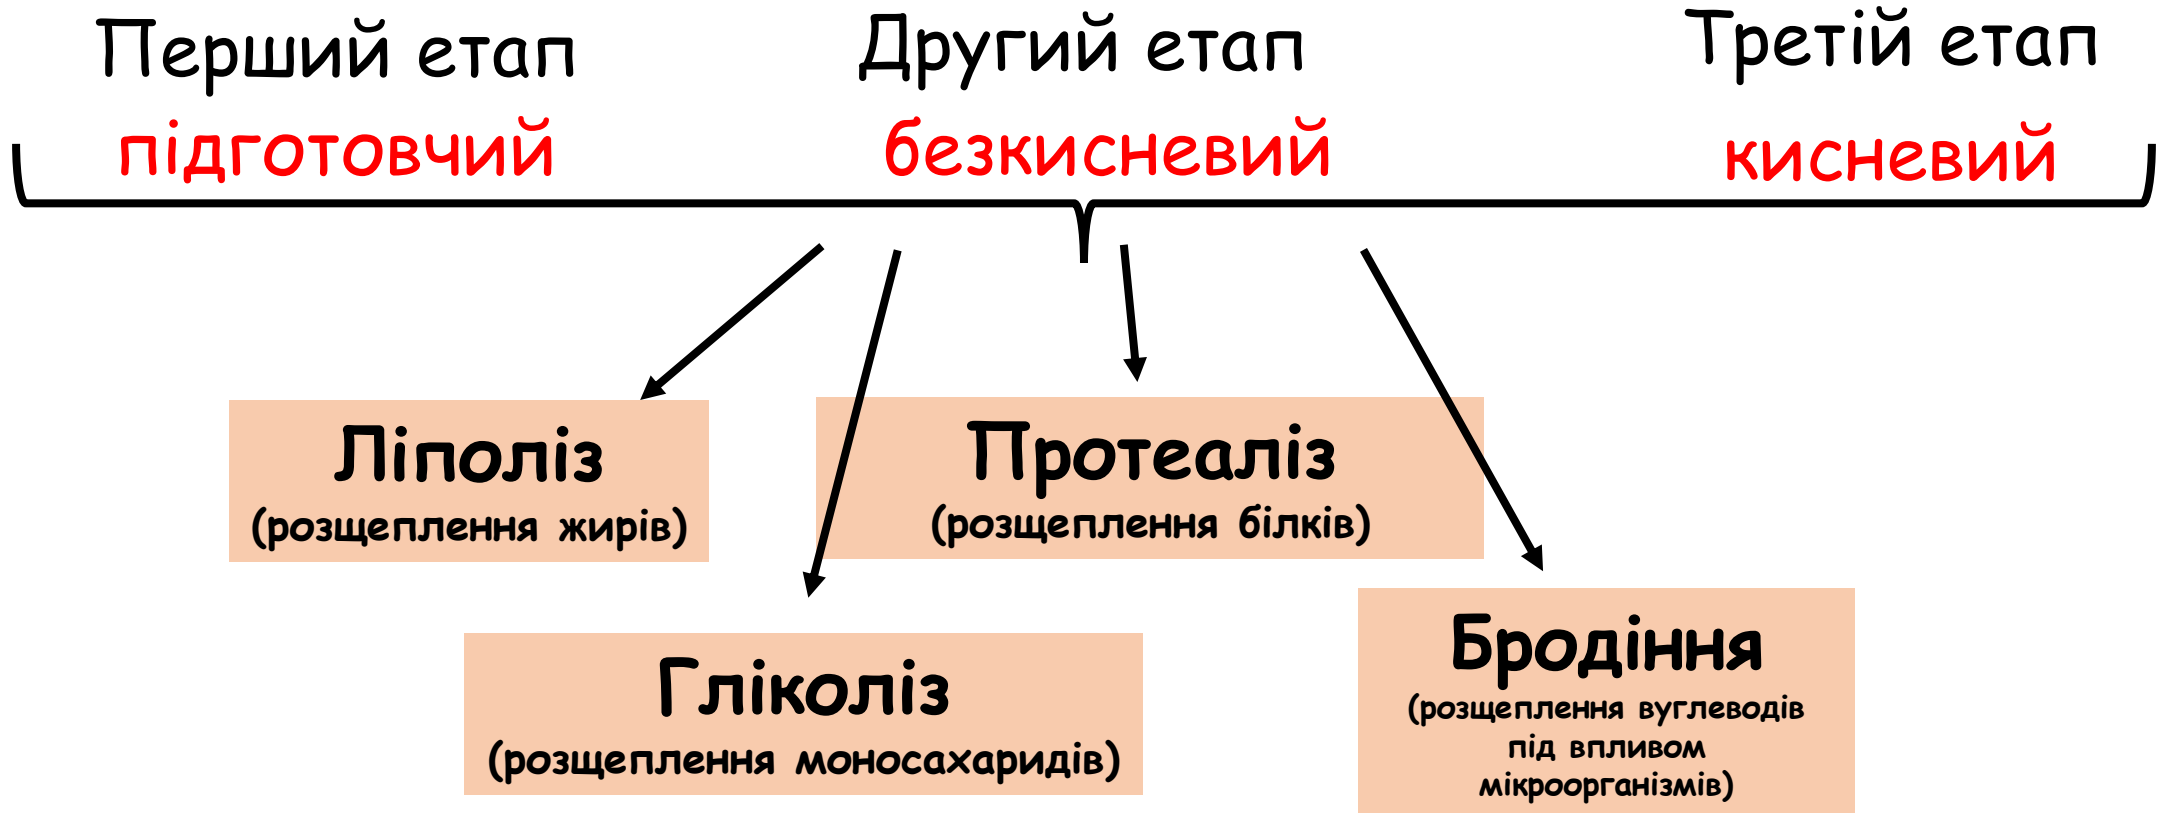 Перший етап
підготовчий
Другий етап
безкисневий
Третій етап
кисневий
Ліполіз
(розщеплення жирів)
Протеаліз
(розщеплення білків)
Гліколіз
(розщеплення моносахаридів)
Бродіння
(розщеплення вуглеводів
під впливом
мікроорганізмів)